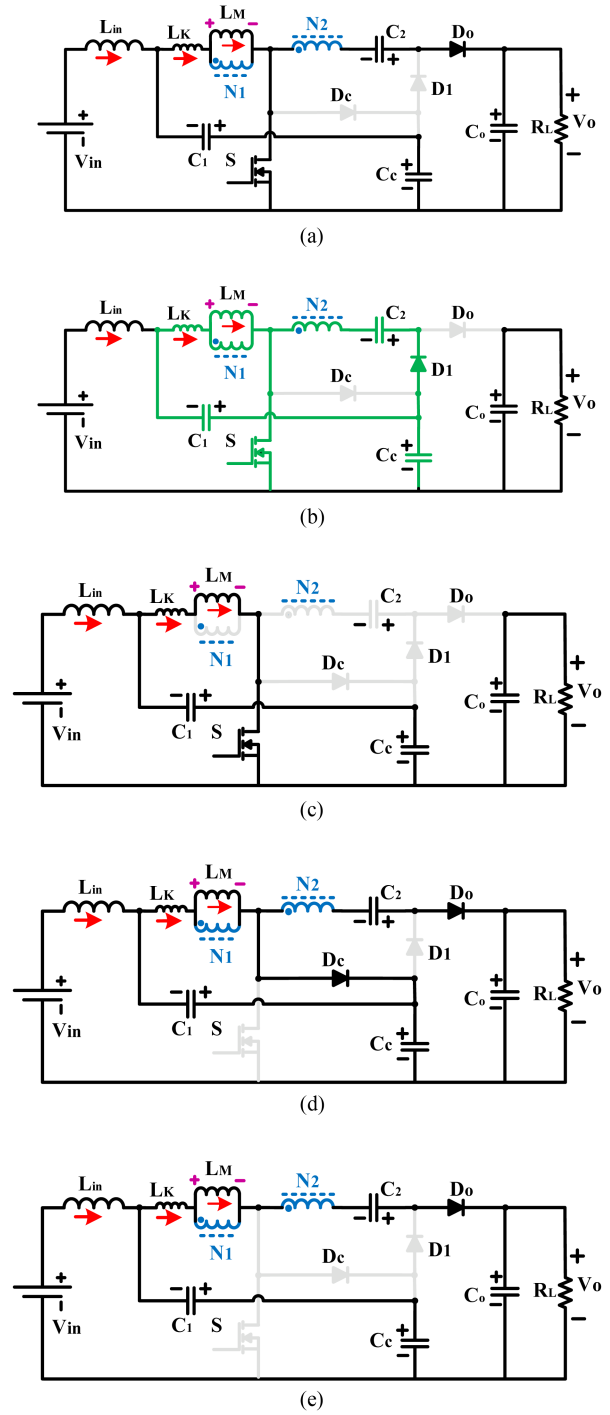 Lin LK + LM − N2 C2 Do
− + N1 − + Dc D1 + Vo
+ − Vin C1 S Cc + − Co + − RL −
(a)
Lin LK + LM − N2 C2 Do
− + N1 − + Dc D1 + Vo
+ − Vin C1 S Cc + − Co + − RL −
(b)
Lin LK + LM − N2 C2 Do
− + N1 − + Dc D1 + Vo
+ − Vin C1 S Cc + − Co + − RL −
(c)
Lin LK + LM − N2 C2 Do
− + N1 − + Dc D1 + Vo
+ − Vin C1 S Cc + − Co + − RL −
(d)
Lin LK + LM − N2 C2 Do
− + N1 − + Dc D1 + Vo
+ − Vin C1 S Cc + − Co + − RL −
(e)